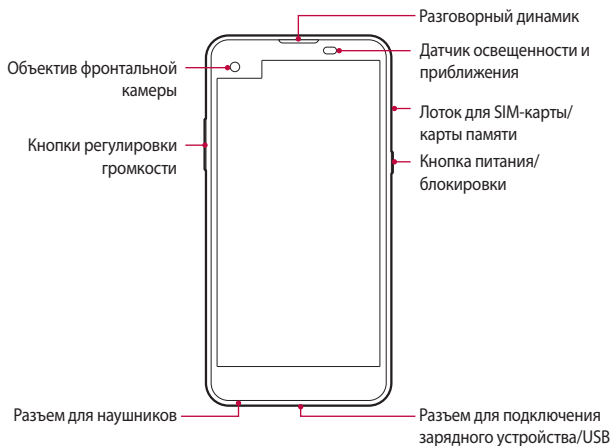 Разговорный динамик
Датчик освещенности и
приближения
Объектив фронтальной
камеры
Лоток для SIM-карты/
карты памяти
Кнопки регулировки
громкости
Кнопка питания/
блокировки
Разъем для наушников
Разъем для подключения
зарядного устройства/USB